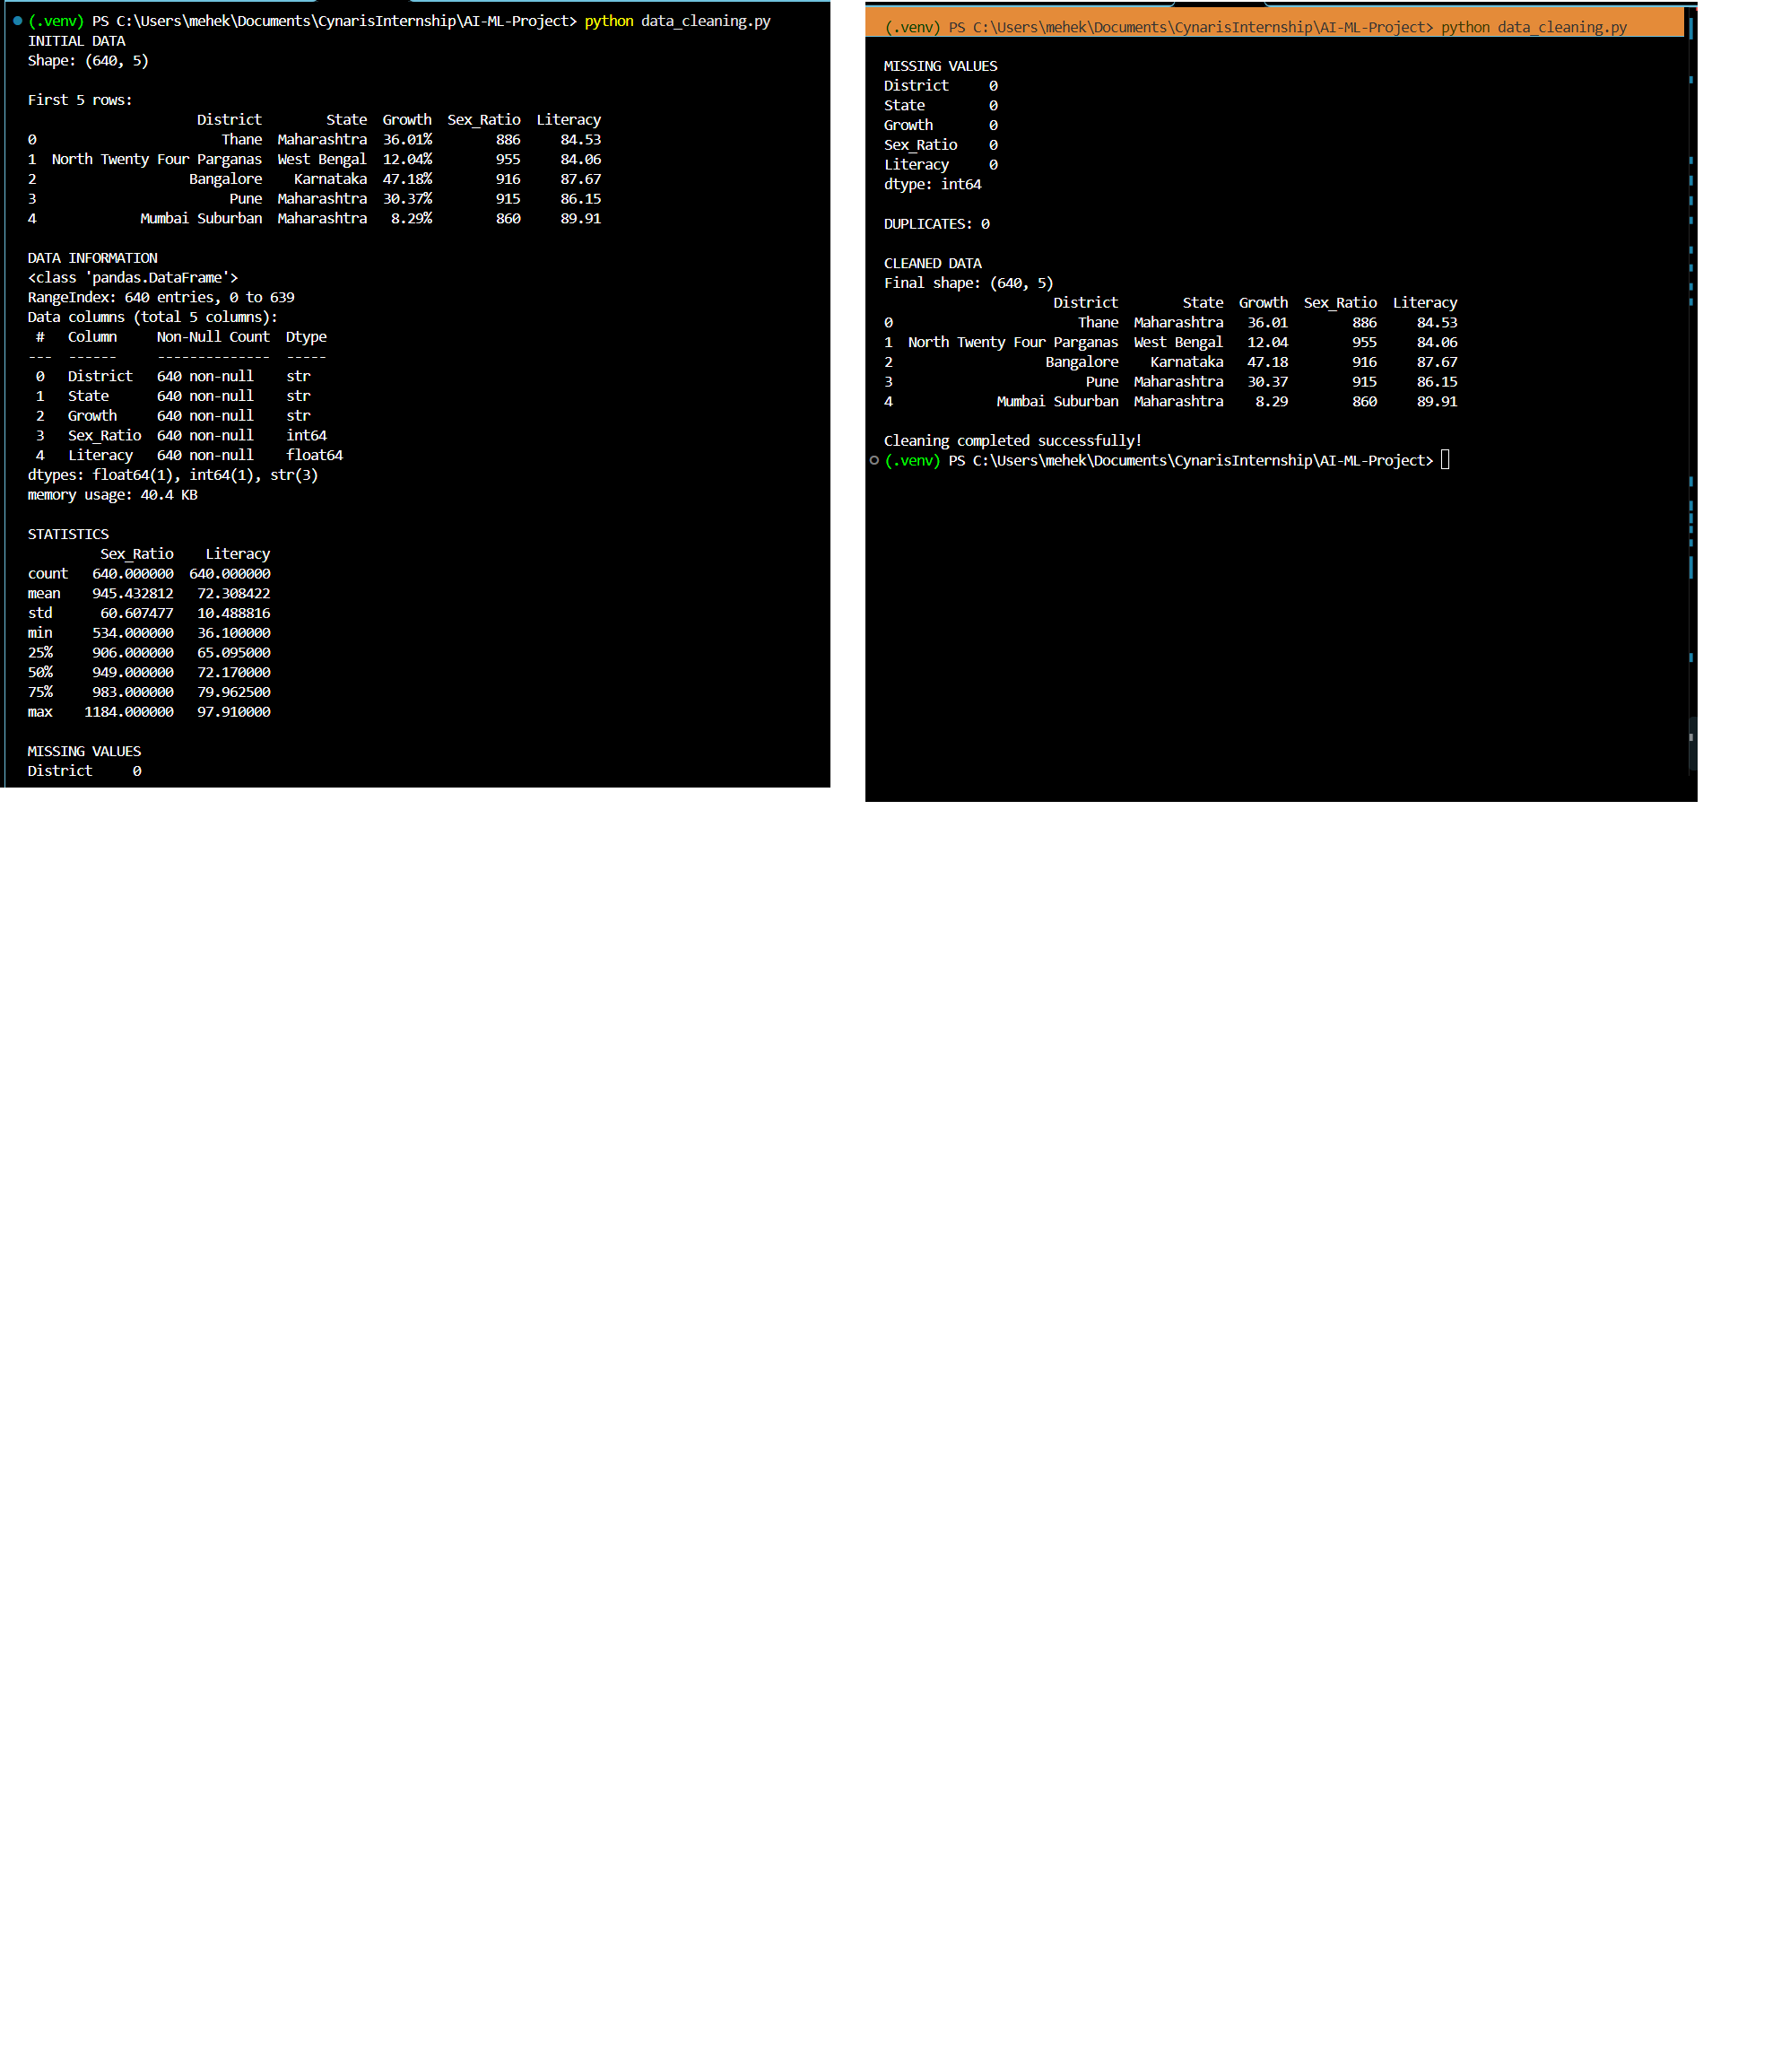 (.venv) PS C:\Users\mehek\Documents\CynarisInternship\AI-ML-Project> python data_cleaning.py
INITIAL DATA
Shape: (640, 5)
First 5 rows:
District State Growth Sex_Ratio Literacy
0 Thane Maharashtra 36.01% 886 84.53
1 North Twenty Four Parganas West Bengal 12.04% 955 84.06
2 Bangalore Karnataka 47.18% 916 87.67
3 Pune Maharashtra 30.37% 915 86.15
4 Mumbai Suburban Maharashtra 8.29% 860 89.91
DATA INFORMATION
<class 'pandas.DataFrame'>
RangeIndex: 640 entries, 0 to 639
Data columns (total 5 columns):
# Column Non-Null Count Dtype
--- ------ -------------- -----
0 District 640 non-null str
1 State 640 non-null str
2 Growth 640 non-null str
3 Sex_Ratio 640 non-null int64
4 Literacy 640 non-null float64
dtypes: float64(1), int64(1), str(3)
memory usage: 40.4 KB
STATISTICS
Sex_Ratio Literacy
count 640.000000 640.000000
mean 945.432812 72.308422
std 60.607477 10.488816
min 534.000000 36.100000
25% 906.000000 65.095000
50% 949.000000 72.170000
75% 983.000000 79.962500
max 1184.000000 97.910000
MISSING VALUES
District 0
(.venv) PS C:\Users\mehek\Documents\CynarisInternship\AI-ML-Project> python data_cleaning.py
MISSING VALUES
District 0
State 0
Growth 0
Sex_Ratio 0
Literacy 0
dtype: int64
DUPLICATES: 0
CLEANED DATA
Final shape: (640, 5)
District State Growth Sex_Ratio Literacy
0 Thane Maharashtra 36.01 886 84.53
1 North Twenty Four Parganas West Bengal 12.04 955 84.06
2 Bangalore Karnataka 47.18 916 87.67
3 Pune Maharashtra 30.37 915 86.15
4 Mumbai Suburban Maharashtra 8.29 860 89.91
Cleaning completed successfully!
(.venv) PS C:\Users\mehek\Documents\CynarisInternship\AI-ML-Project>